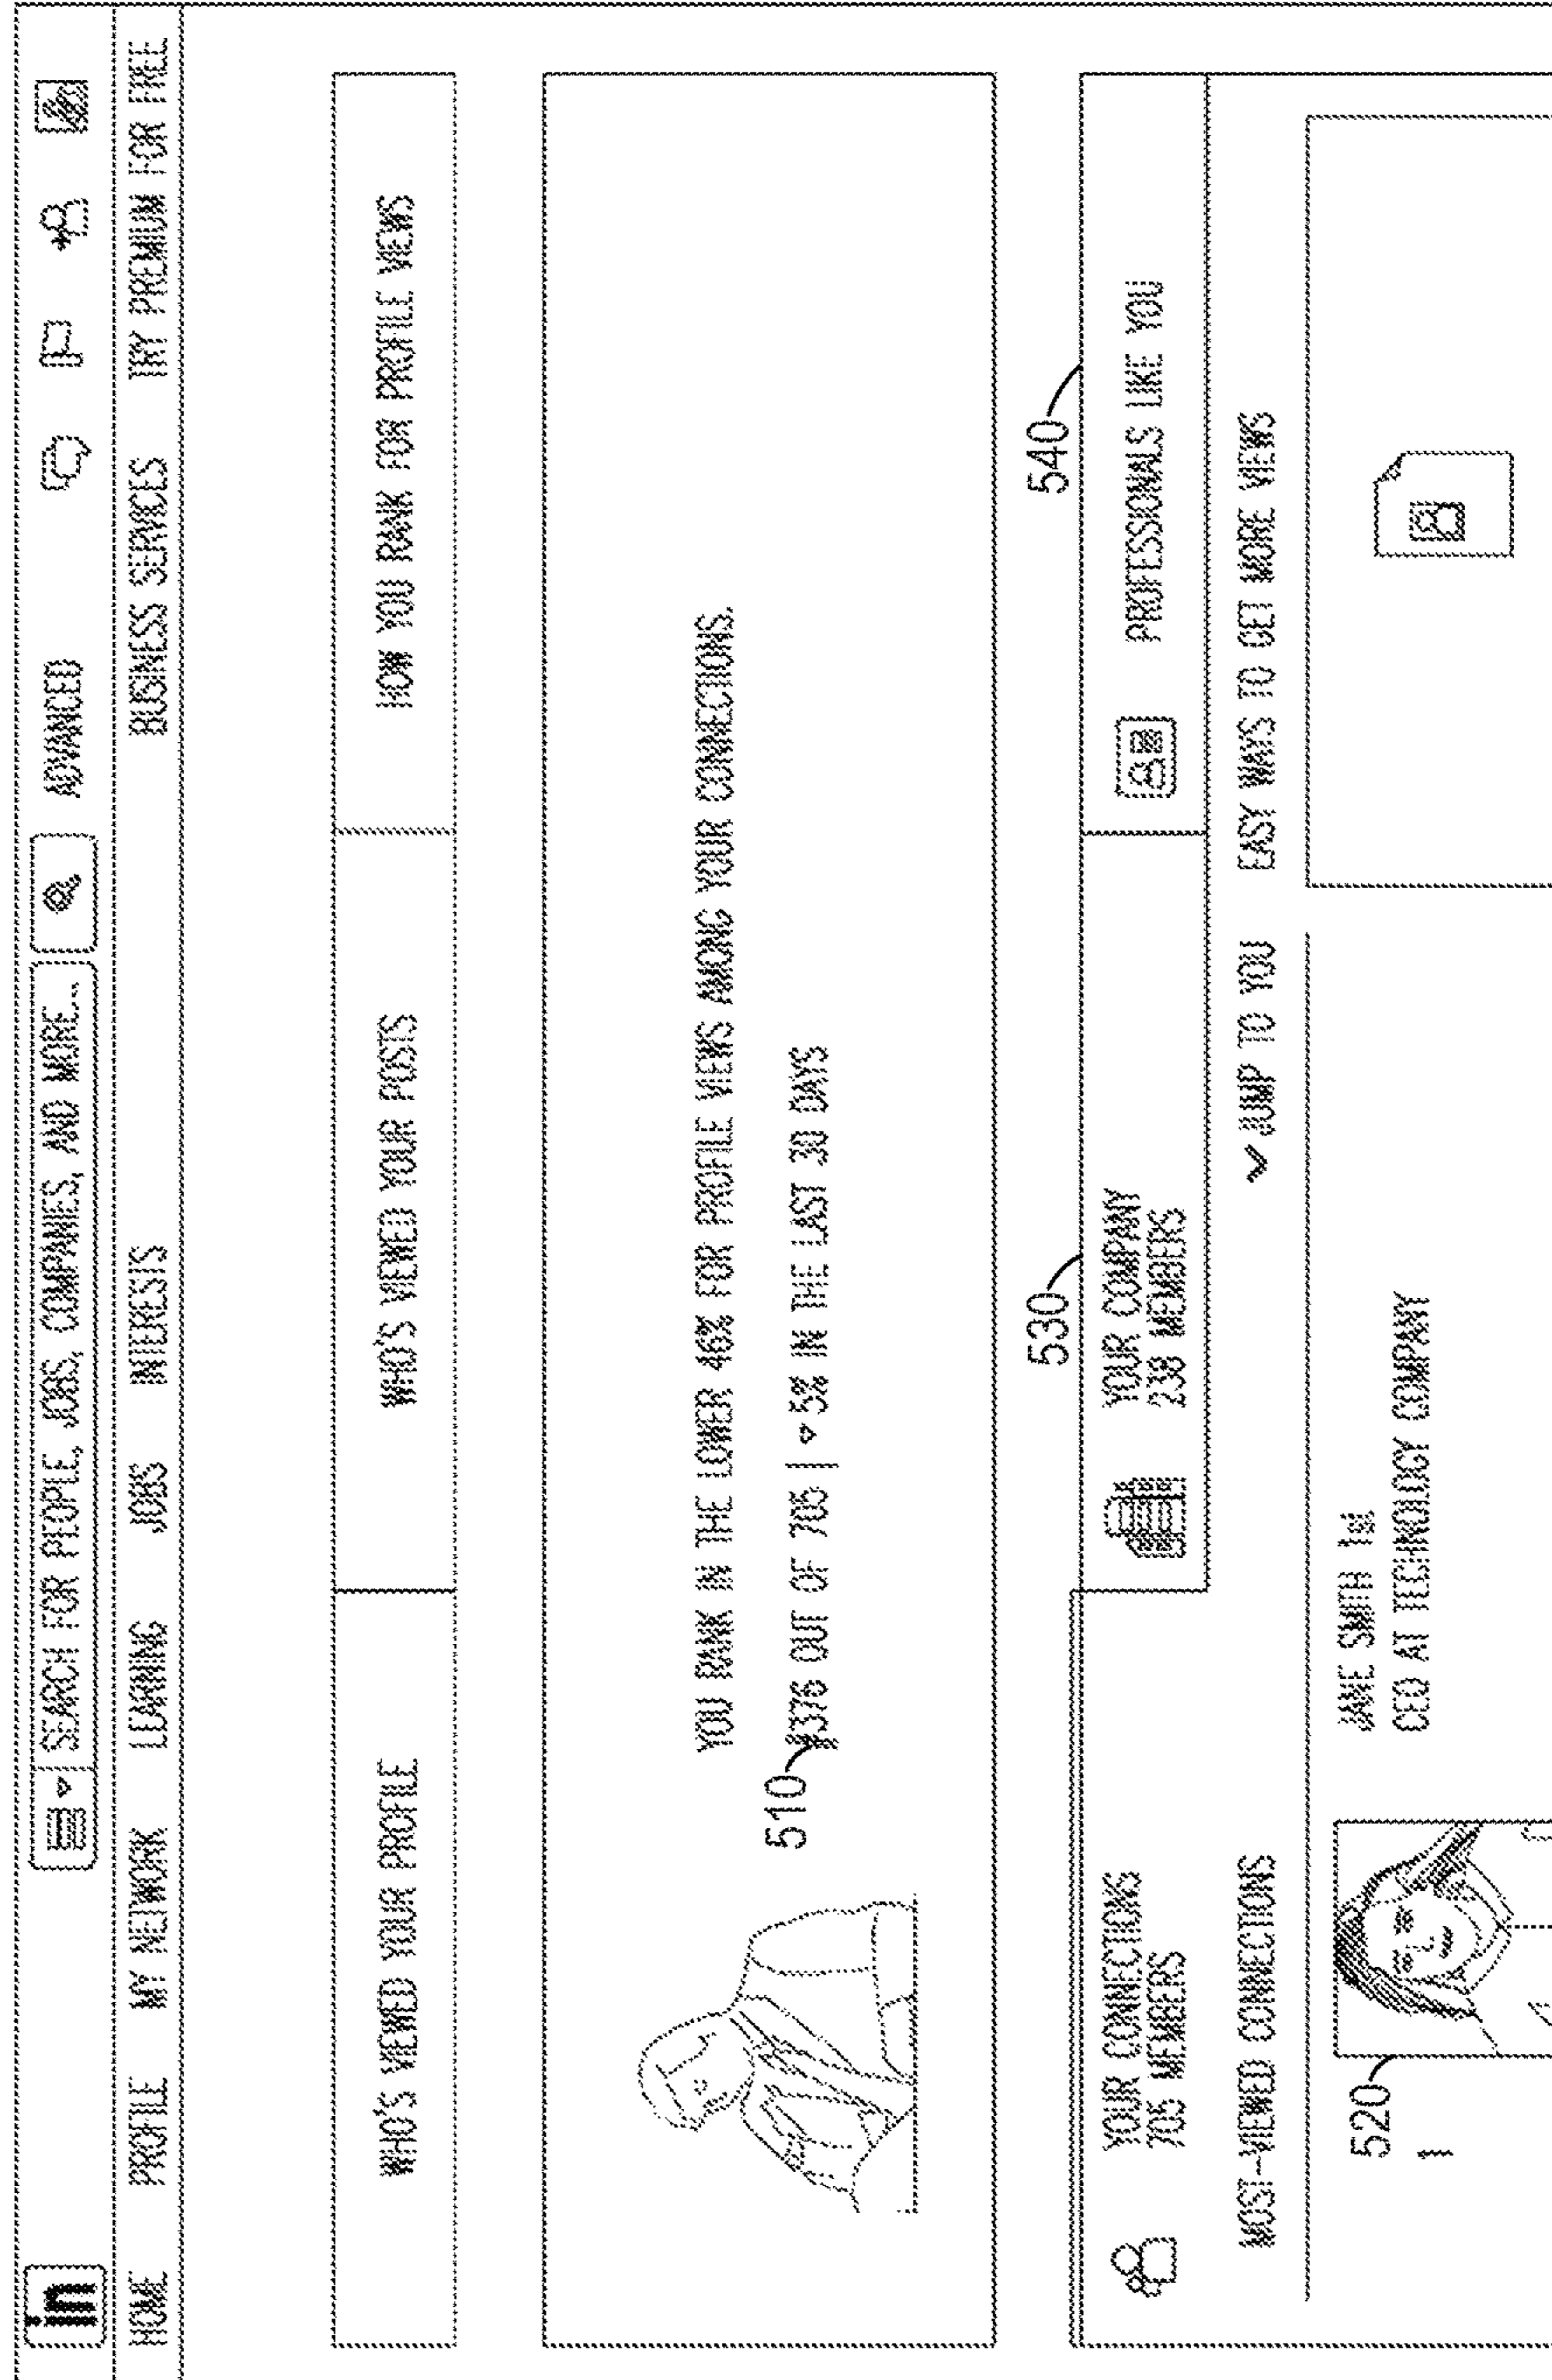 in SEARCH FOR PEOPLE, JOBS, COMPANIES, AND MORE... ADVANCED
HOME PROFILE MY NETWORK LEARNING JOBS INTERESTS BUSINESS SERVICES TRY PREMIUM FOR FREE
WHO'S VIEWED YOUR PROFILE WHO'S VIEWED YOUR POSTS HOW YOU RANK FOR PROFILE VIEWS
YOU RANK IN THE LOWER 46% FOR PROFILE VIEWS AMONG YOUR CONNECTIONS.
510
#376 OUT OF 705 | 5% IN THE LAST 30 DAYS
530 540
YOUR CONNECTIONS YOUR COMPANY PROFESSIONALS LIKE YOU
705 MEMBERS 238 MEMBERS
MOST-VIEWED CONNECTIONS JUMP TO YOU EASY WAYS TO GET MORE VIEWS
520
1
JANE SMITH 1st
CEO AT TECHNOLOGY COMPANY